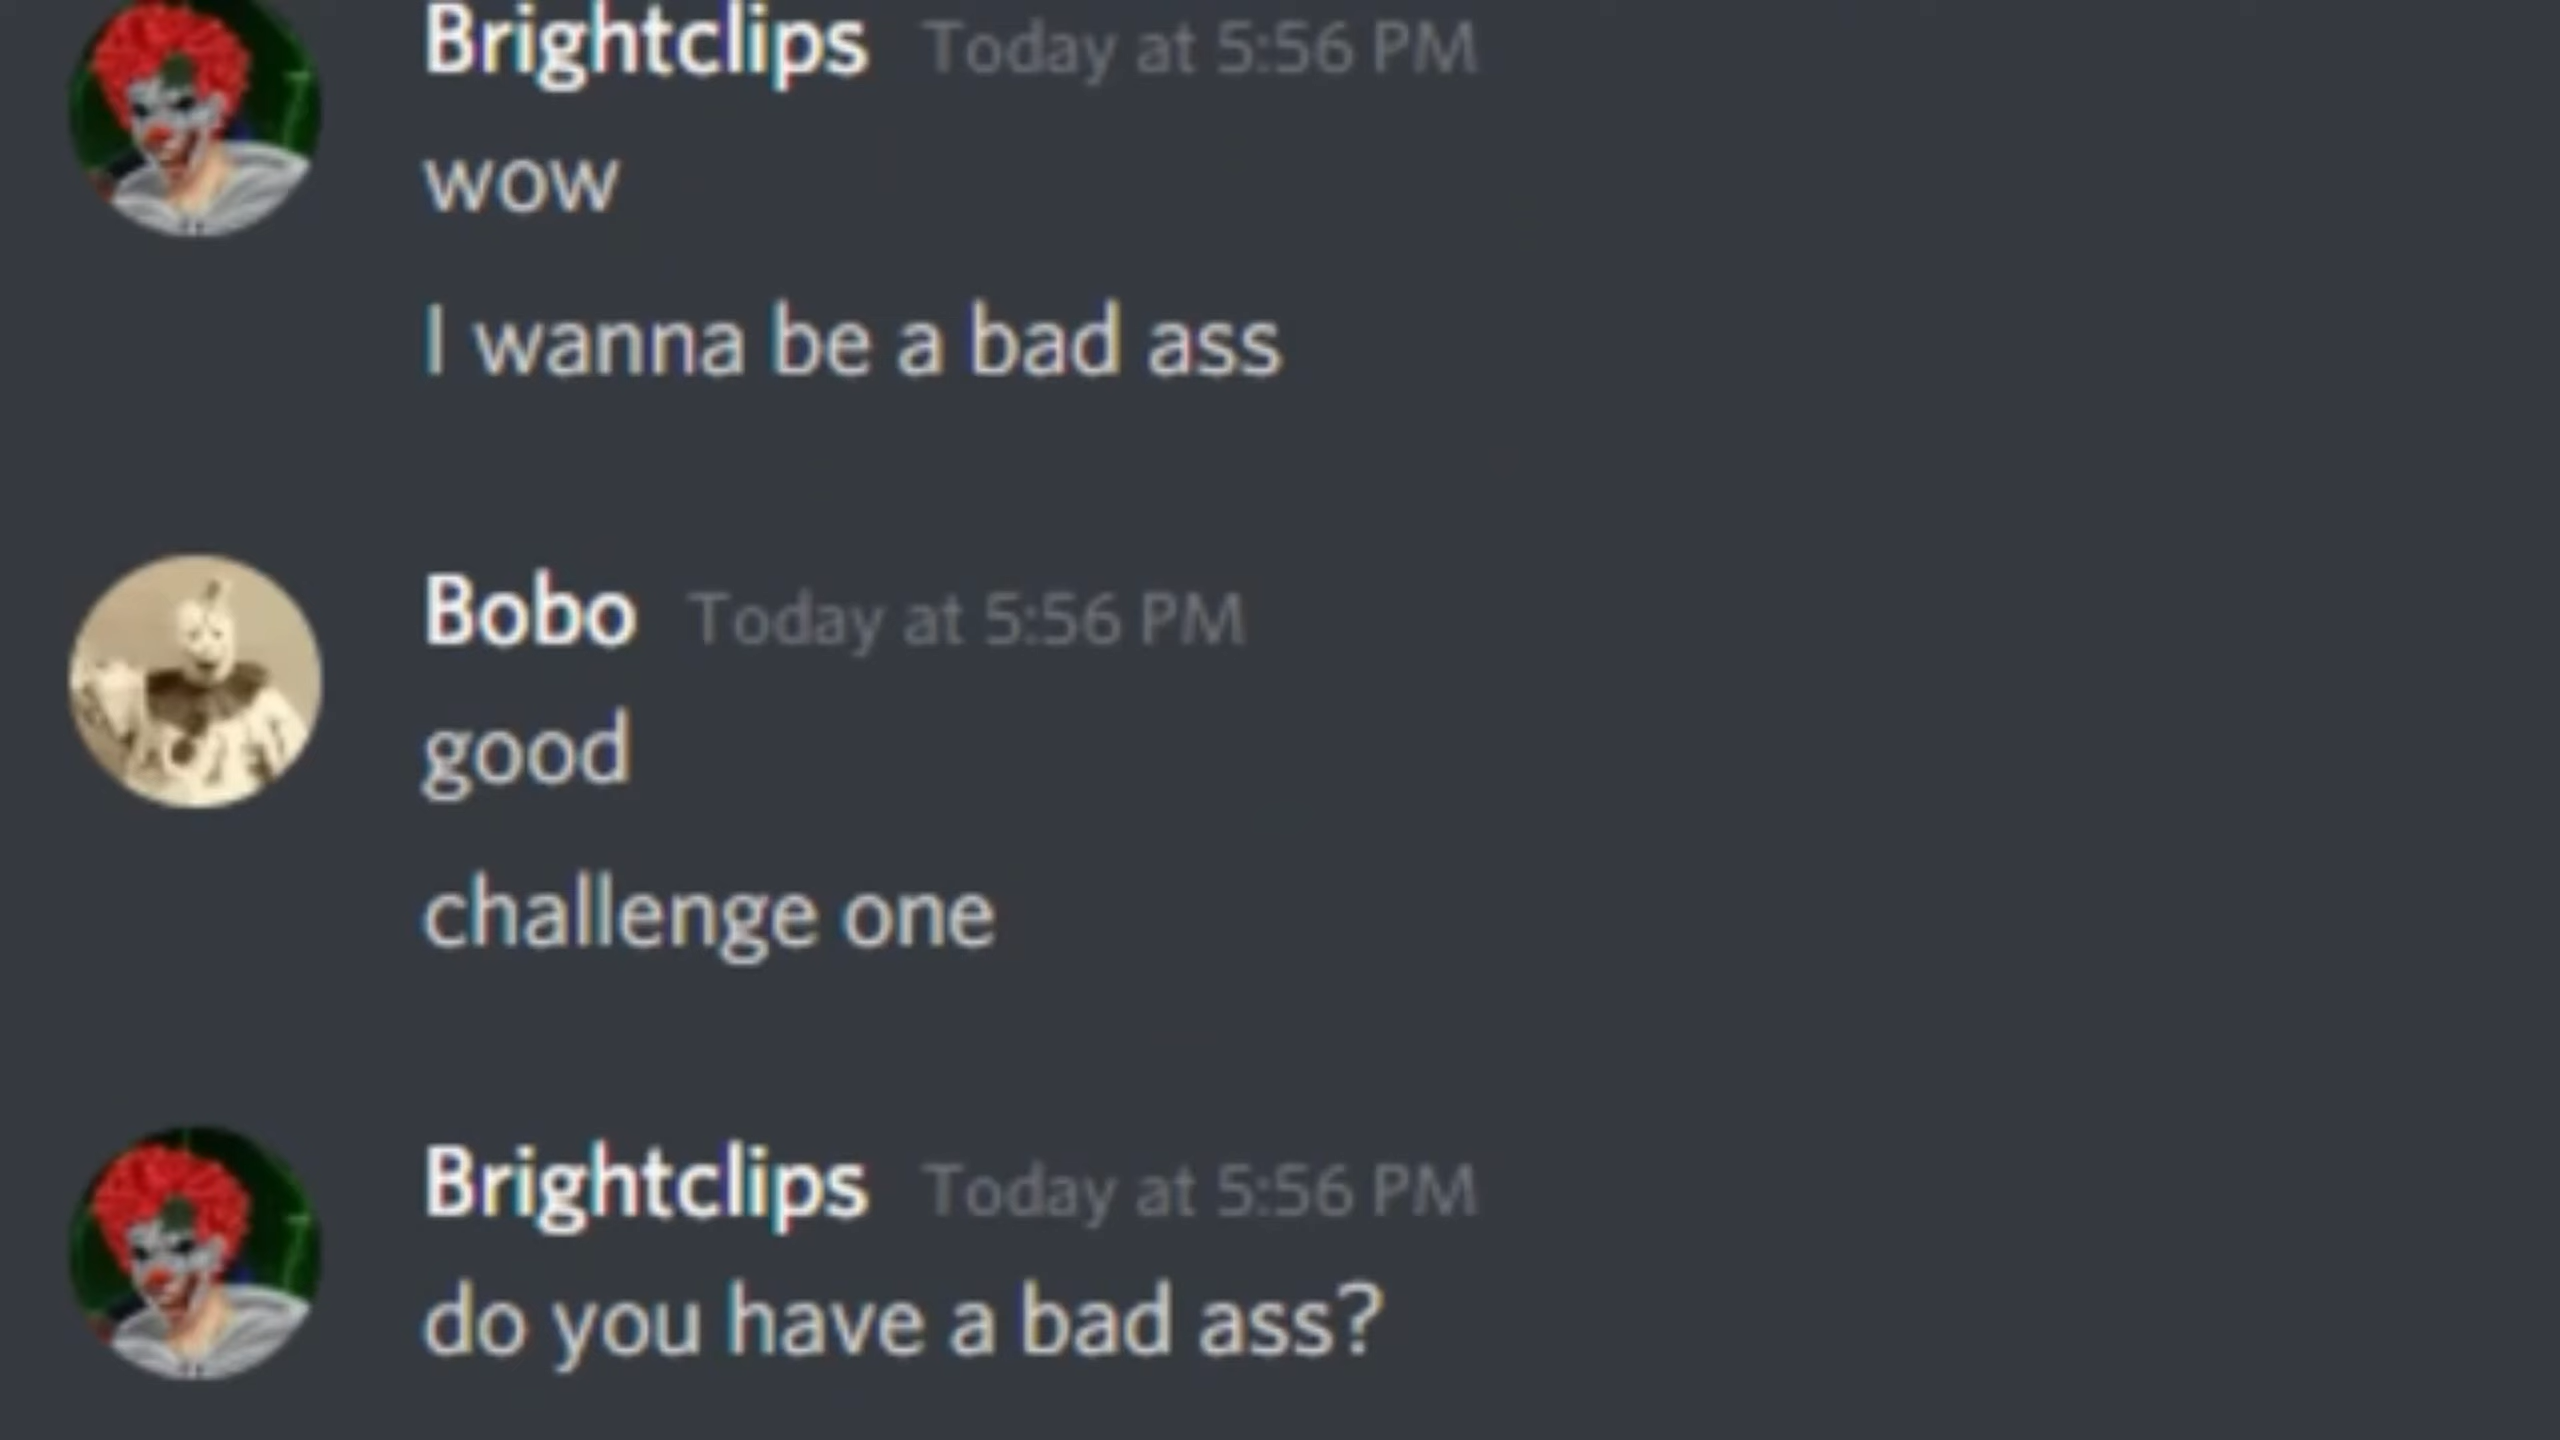 Brightclips Today at 5:56 PM
wow
I wanna be a bad ass
Bobo Today at 5:56 PM
good
challenge one
Brightclips Today at 5:56 PM
do you have a bad ass?